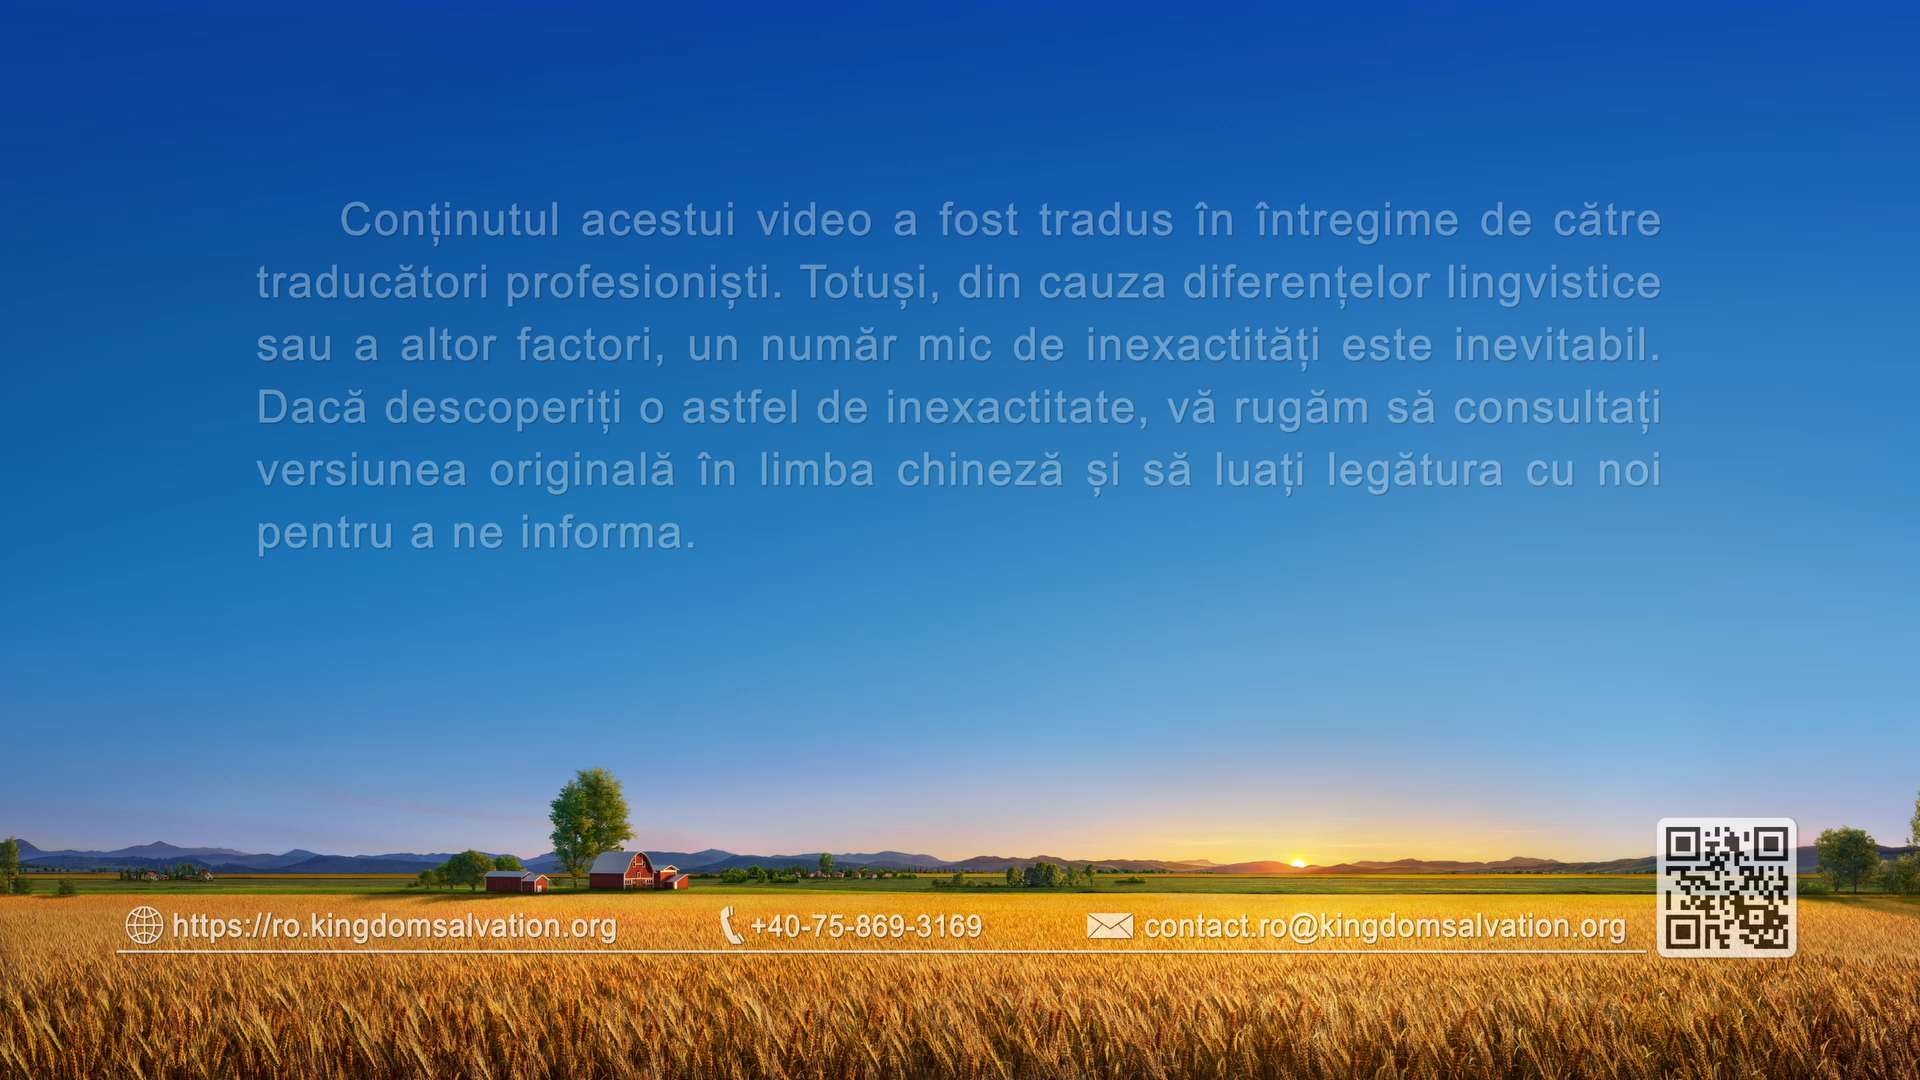 Conținutul acestui video a fost tradus în întregime de către
traducători profesioniști. Totuși, din cauza diferențelor lingvistice
sau a altor factori, un număr mic de inexactități este inevitabil.
Dacă descoperiți o astfel de inexactitate, vă rugăm să consultați
versiunea originală în limba chineză și să luați legătura cu noi
pentru a ne informa.
https://ro.kingdomsalvation.org +40-75-869-3169 contact.ro@kingdomsalvation.org